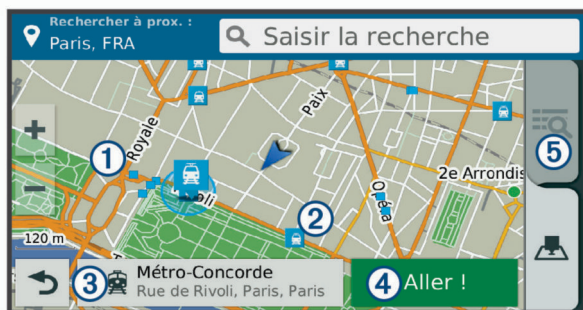 Rechercher à prox. :
Paris, FRA
Saisir la recherche
Royale
Paix
1
5
2e Arrondis
Opéra
2
120 m
3
Métro-Concorde
Rue de Rivoli, Paris, Paris
4
Aller !